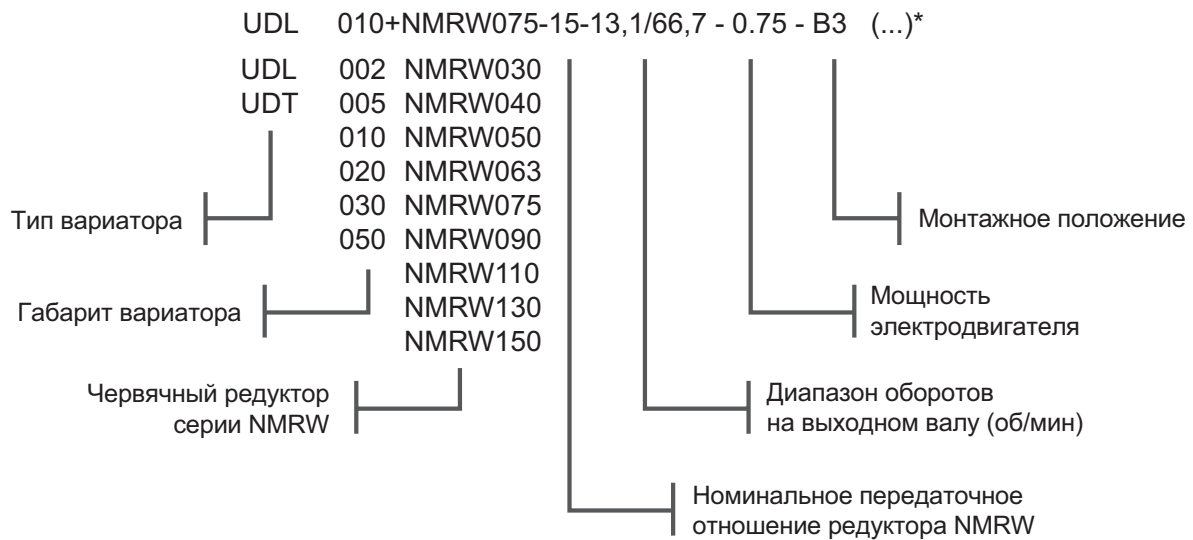 UDL 010+NMRW075-15-13,1/66,7 - 0.75 - B3 (...)*
UDL 002 NMRW030
UDT 005 NMRW040
010 NMRW050
020 NMRW063
030 NMRW075
050 NMRW090
NMRW110
NMRW130
NMRW150
Тип вариатора
Габарит вариатора
Червячный редуктор
серии NMRW
Монтажное положение
Мощность
электродвигателя
Диапазон оборотов
на выходном валу (об/мин)
Номинальное передаточное
отношение редуктора NMRW